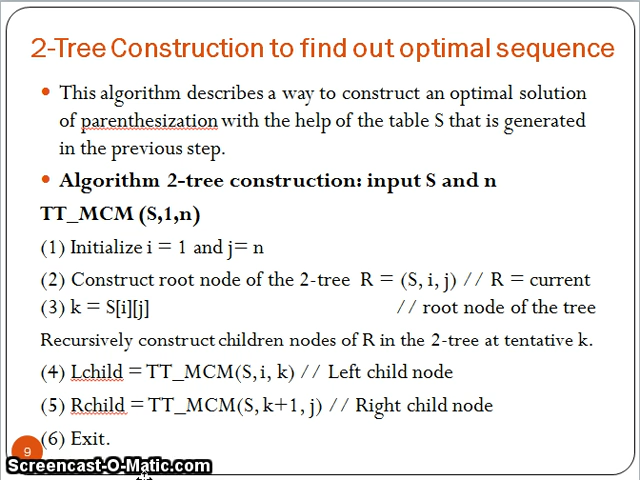 2-Tree Construction to find out optimal sequence
• This algorithm describes a way to construct an optimal solution
of parenthesization with the help of the table S that is generated
in the previous step.
• Algorithm 2-tree construction: input S and n
TT_MCM (S,1,n)
(1) Initialize i = 1 and j= n
(2) Construct root node of the 2-tree R = (S, i, j) // R = current
(3) k = S[i][j] // root node of the tree
Recursively construct children nodes of R in the 2-tree at tentative k.
(4) Lchild =TT_MCM(S, i, k) // Left child node
(5) Rchild =TT_MCM(S, k+1, j) // Right child node
(6) Exit.
9
Screencast-O-Matic.com